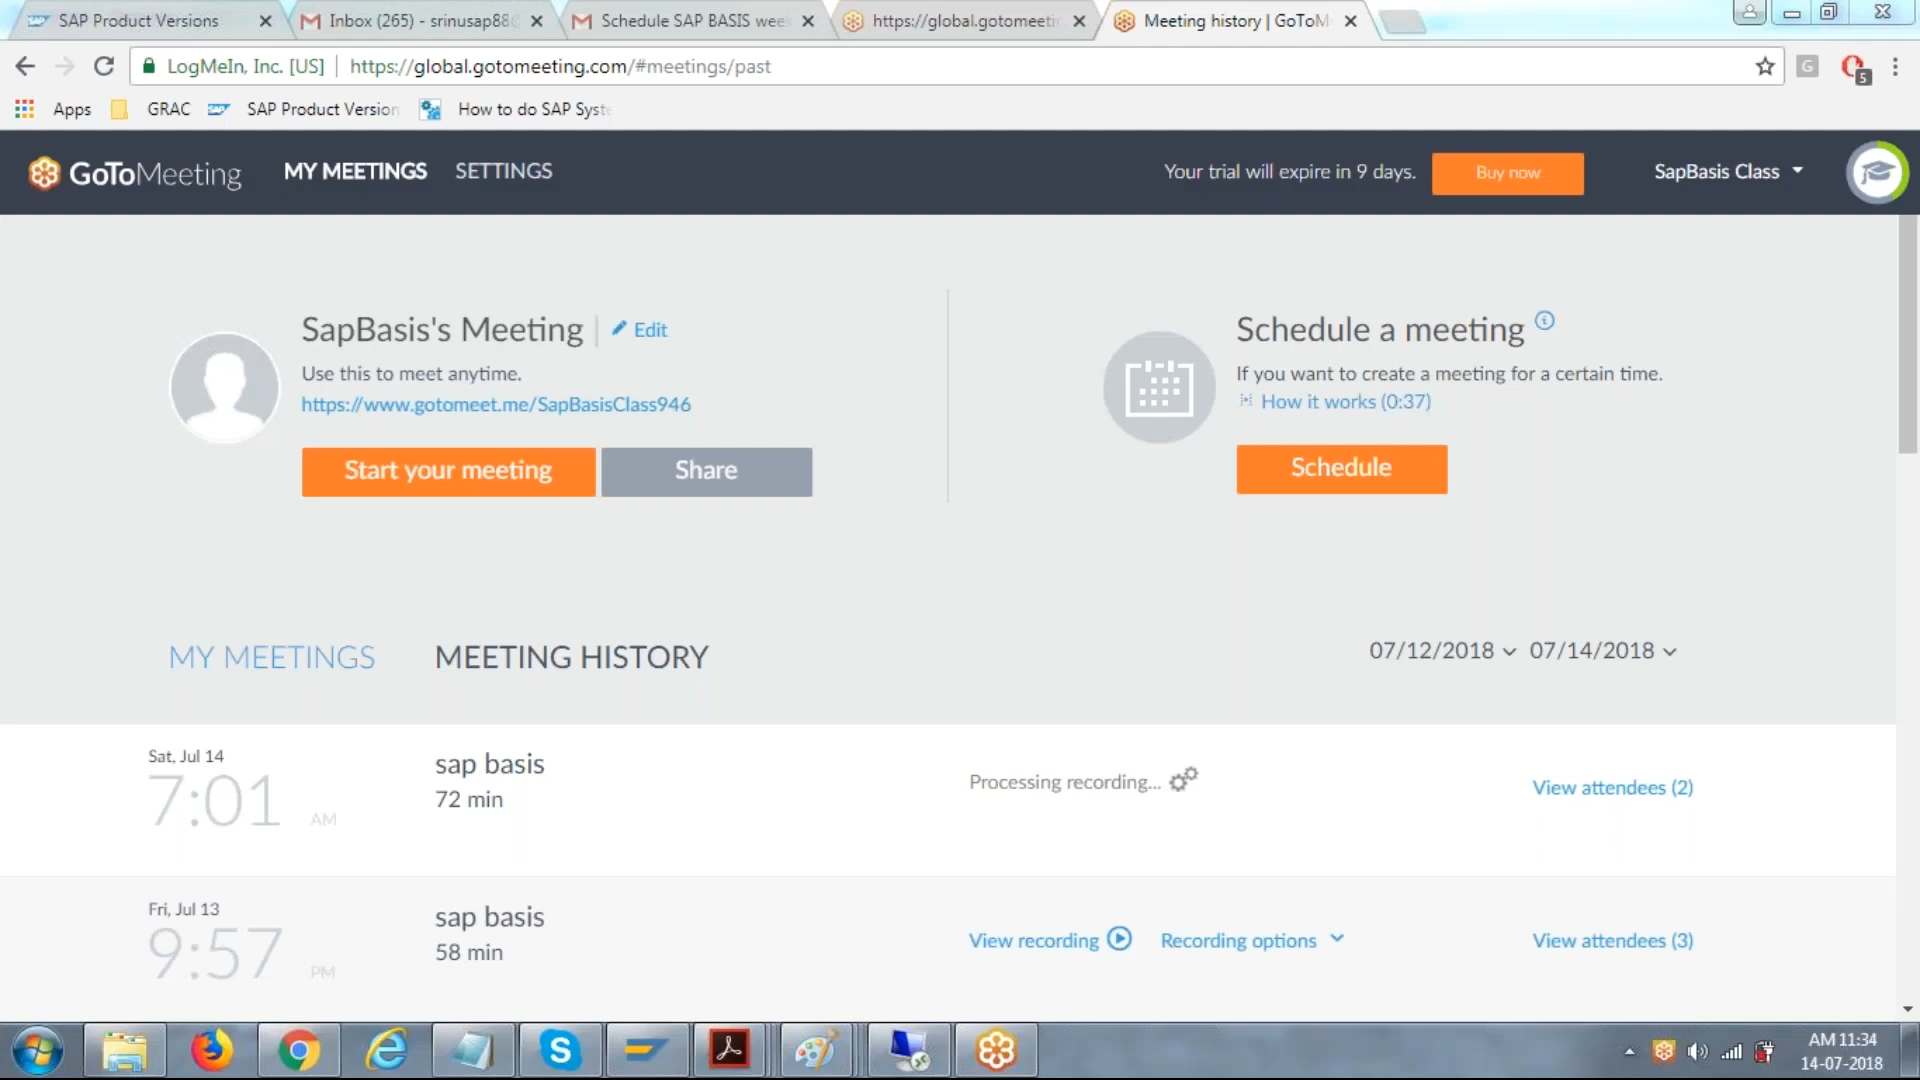 SAP Product Versions
Inbox (265) - srinusap88
Schedule SAP BASIS wee
https://global.gotomeeti
Meeting history | GoToM
LogMeIn, Inc. [US] | https://global.gotomeeting.com/#meetings/past
G
5
Apps
GRAC
SAP Product Version
How to do SAP Syst
GoToMeeting
MY MEETINGS
SETTINGS
Your trial will expire in 9 days.
Buy now
SapBasis Class
SapBasis's Meeting
Edit
Use this to meet anytime.
https://www.gotomeet.me/SapBasisClass946
Start your meeting
Share
Schedule a meeting
If you want to create a meeting for a certain time.
How it works (0:37)
Schedule
MY MEETINGS
MEETING HISTORY
07/12/2018
07/14/2018
Sat, Jul 14
7:01 AM
sap basis
72 min
Processing recording...
View attendees (2)
Fri, Jul 13
9:57 PM
sap basis
58 min
View recording
Recording options
View attendees (3)
AM 11:34
14-07-2018